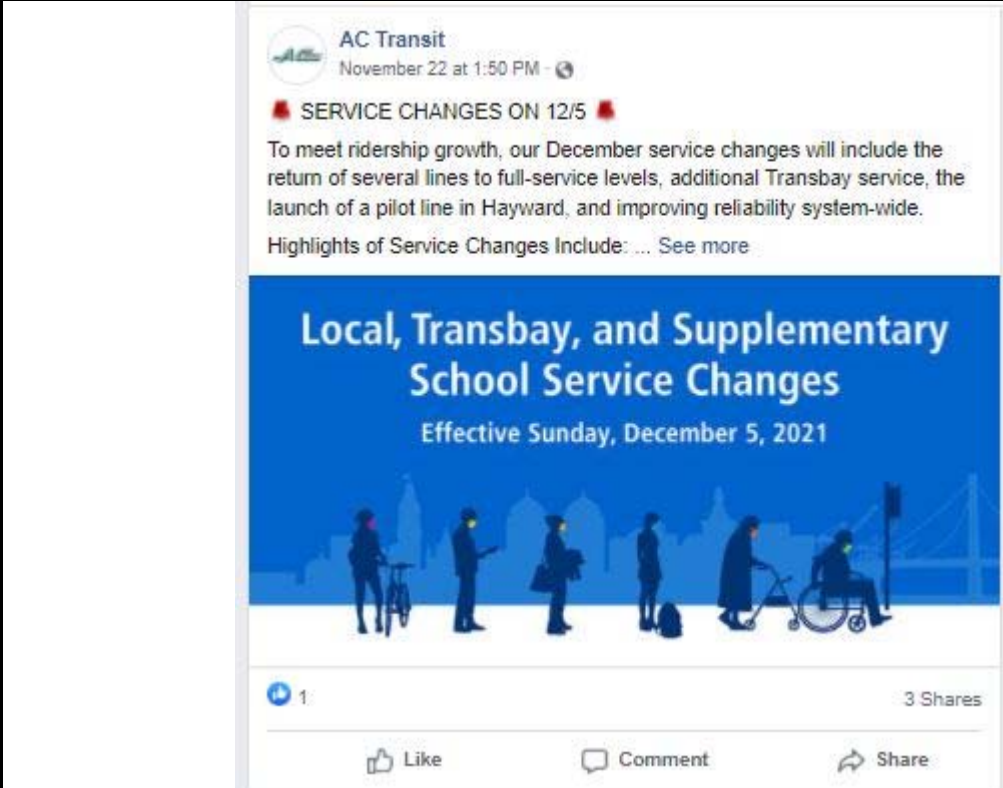 AC Transit
November 22 at 1:50 PM ·
SERVICE CHANGES ON 12/5
To meet ridership growth, our December service changes will include the
return of several lines to full-service levels, additional Transbay service, the
launch of a pilot line in Hayward, and improving reliability system-wide.
Highlights of Service Changes Include: ... See more
Local, Transbay, and Supplementary
School Service Changes
Effective Sunday, December 5, 2021
1
3 Shares
Like
Comment
Share